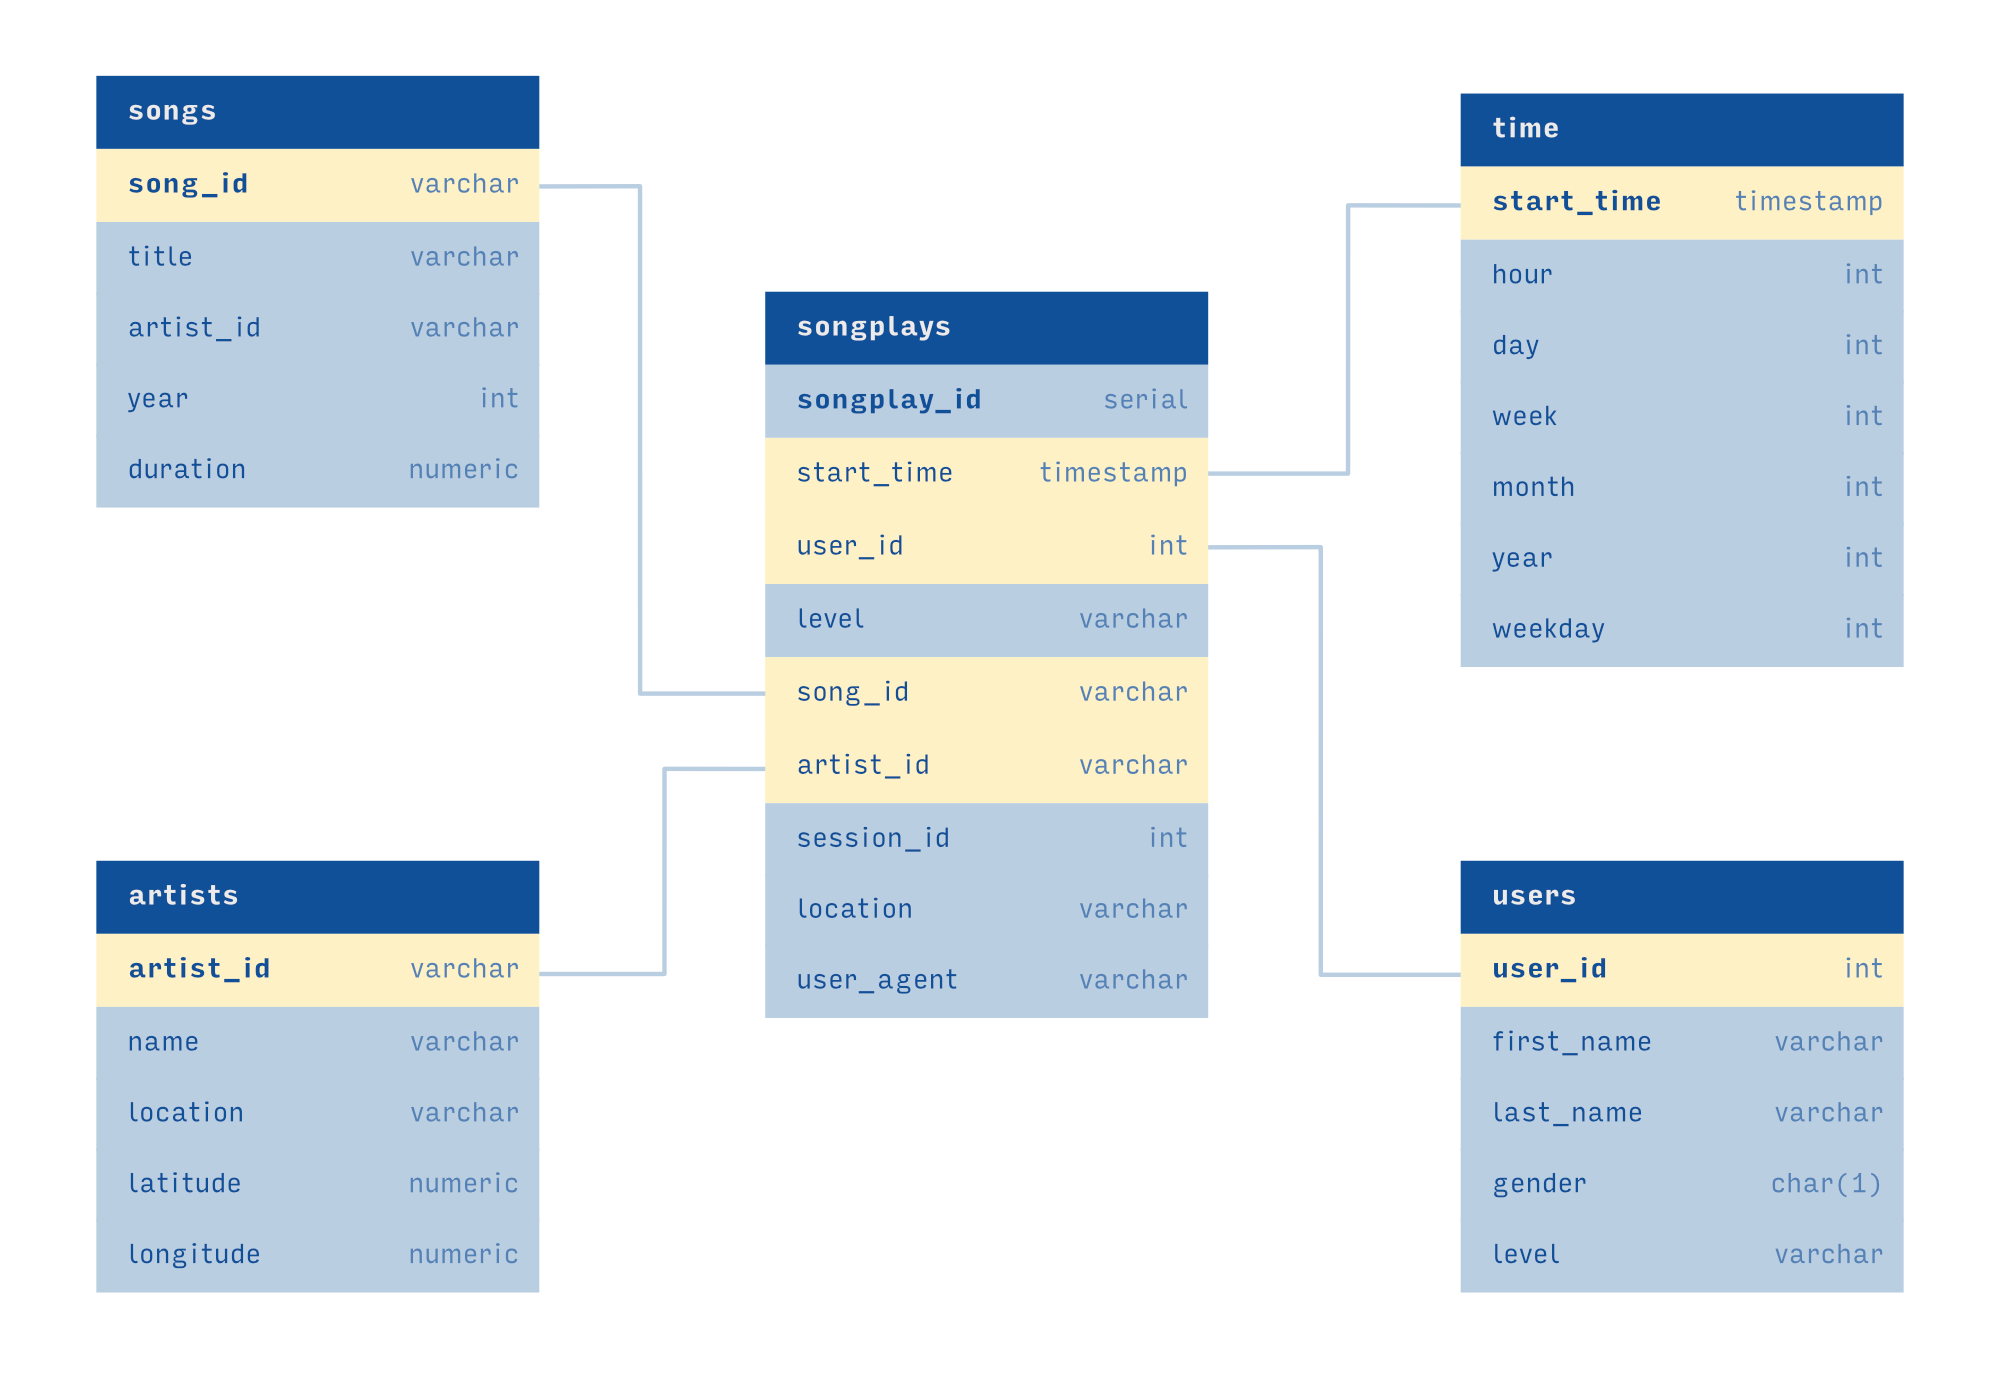 songs
song_id varchar
title varchar
artist_id varchar
year int
duration numeric
artists
artist_id varchar
name varchar
location varchar
latitude numeric
longitude numeric
songplays
songplay_id serial
start_time timestamp
user_id int
level varchar
song_id varchar
artist_id varchar
session_id int
location varchar
user_agent varchar
time
start_time timestamp
hour int
day int
week int
month int
year int
weekday int
users
user_id int
first_name varchar
last_name varchar
gender char(1)
level varchar